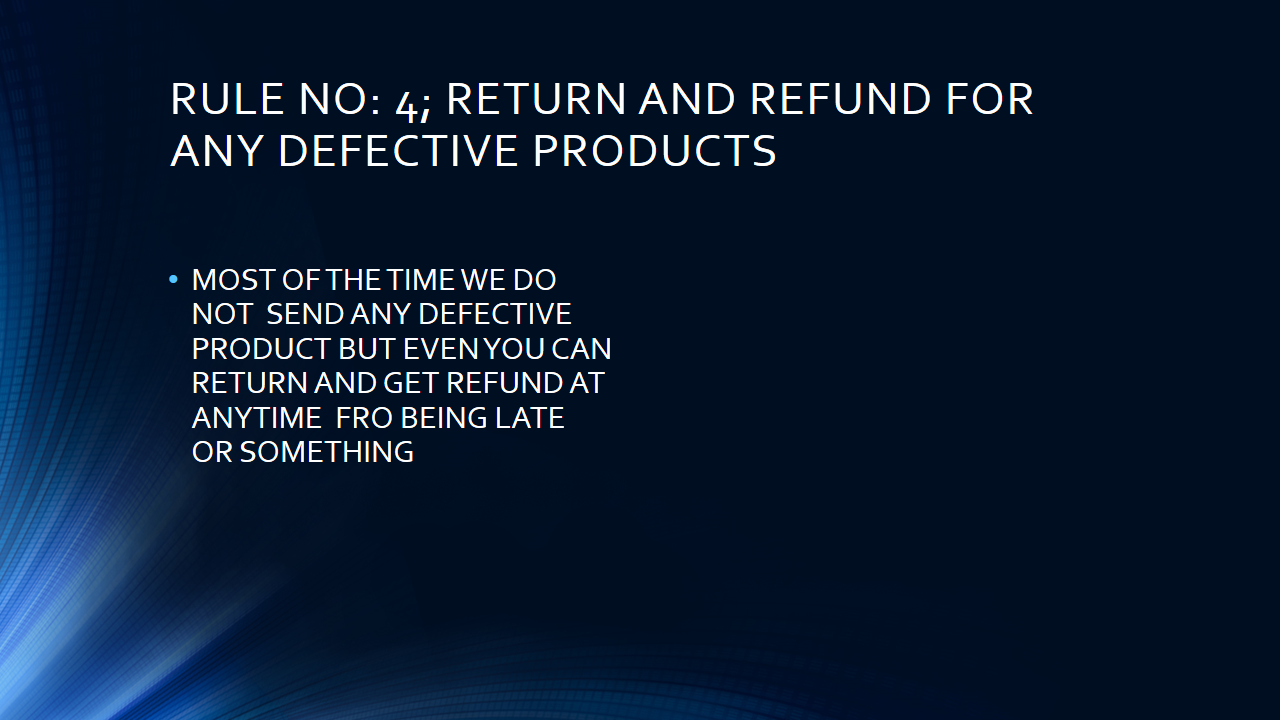 RULE NO: 4; RETURN AND REFUND FOR
ANY DEFECTIVE PRODUCTS
• MOST OF THE TIME WE DO
NOT  SEND ANY DEFECTIVE
PRODUCT BUT EVEN YOU CAN
RETURN AND GET REFUND AT
ANYTIME  FRO BEING LATE
OR SOMETHING